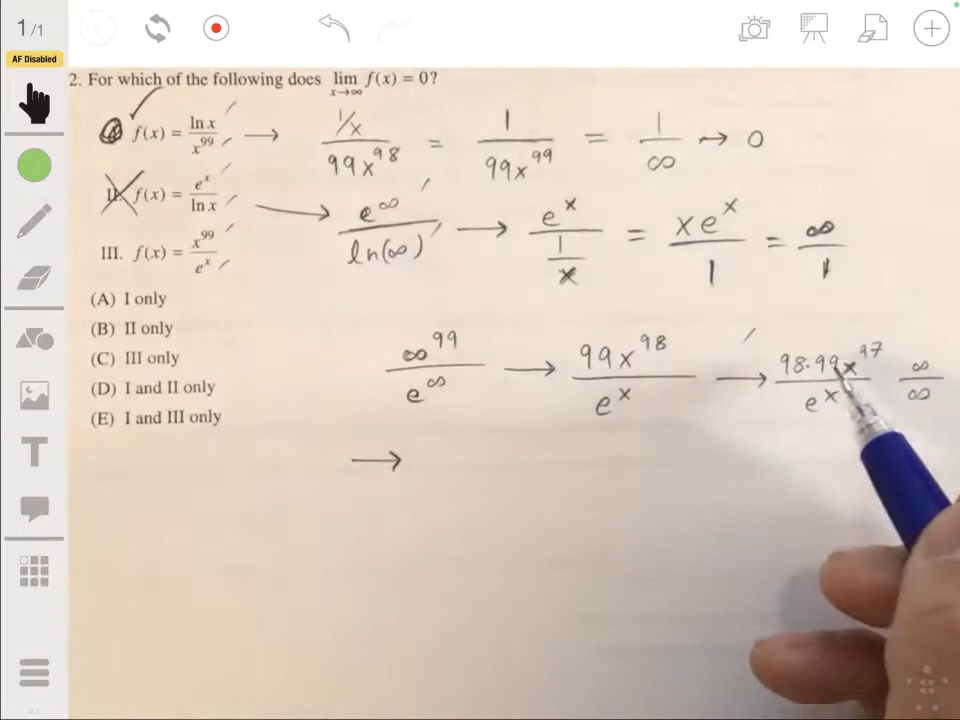 1/1
AF Disabled
2. For which of the following does lim x→∞ f(x) = 0?
I. f(x) = ln x / x^99 → (1/x) / 99x^98 = 1 / 99x^99 = 1/∞ → 0
II. f(x) = e^x / ln x → e^∞ / ln(∞) → e^x / (1/x) = xe^x / 1 = ∞/1
III. f(x) = x^99 / e^x
(A) I only
(B) II only
(C) III only
(D) I and II only
(E) I and III only
∞^99 / e^∞ → 99x^98 / e^x → 98·99x^97 / e^x ∞/∞
→
T